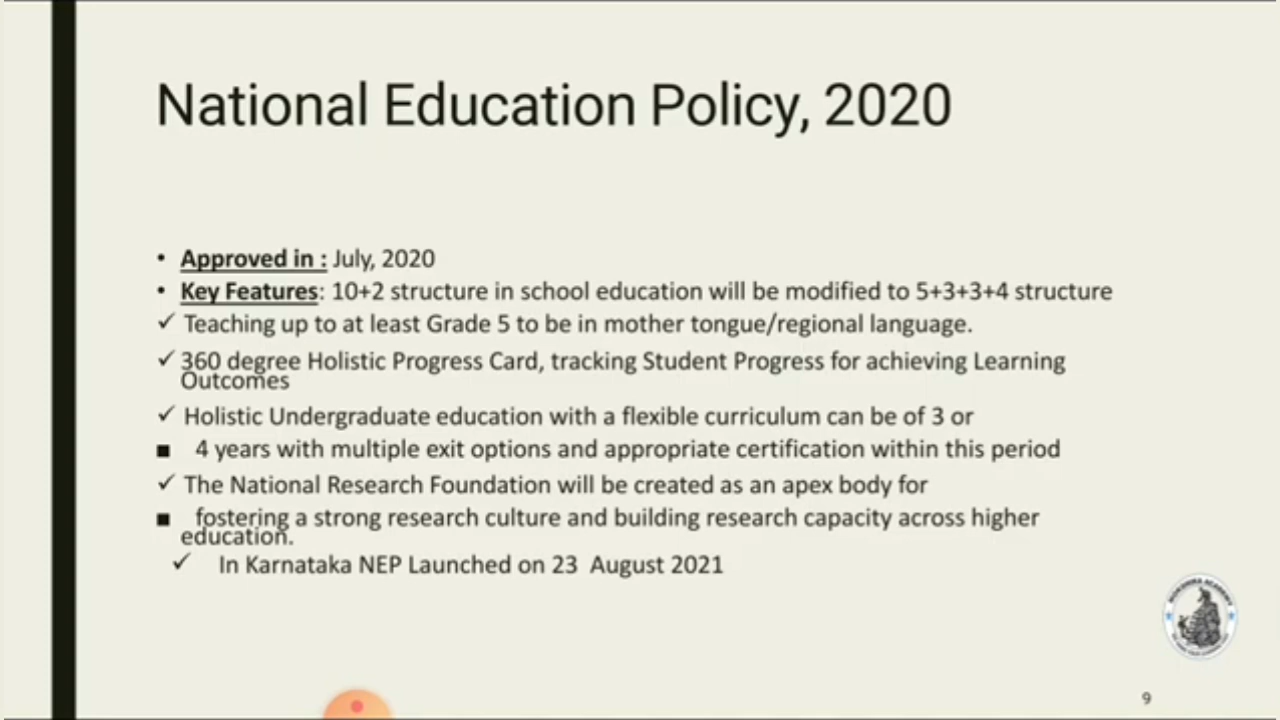 National Education Policy, 2020
• Approved in : July, 2020
• Key Features: 10+2 structure in school education will be modified to 5+3+3+4 structure
✓ Teaching up to at least Grade 5 to be in mother tongue/regional language.
✓ 360 degree Holistic Progress Card, tracking Student Progress for achieving Learning
Outcomes
✓ Holistic Undergraduate education with a flexible curriculum can be of 3 or
■ 4 years with multiple exit options and appropriate certification within this period
✓ The National Research Foundation will be created as an apex body for
■ fostering a strong research culture and building research capacity across higher
education.
✓ In Karnataka NEP Launched on 23 August 2021
9